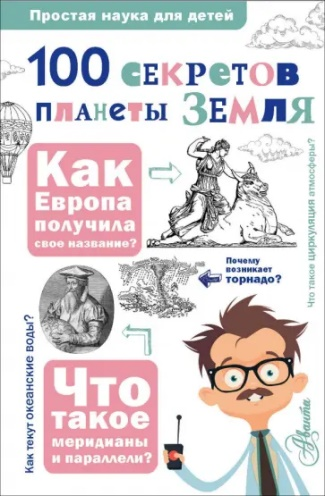 Простая наука для детей
100 секретов
планеты Земля
Как
Европа
получила
свое название?
Что такое циркуляция атмосферы?
Почему
возникает
торнадо?
Как текут океанские воды?
Что
такое
меридианы
и параллели?
Аванта